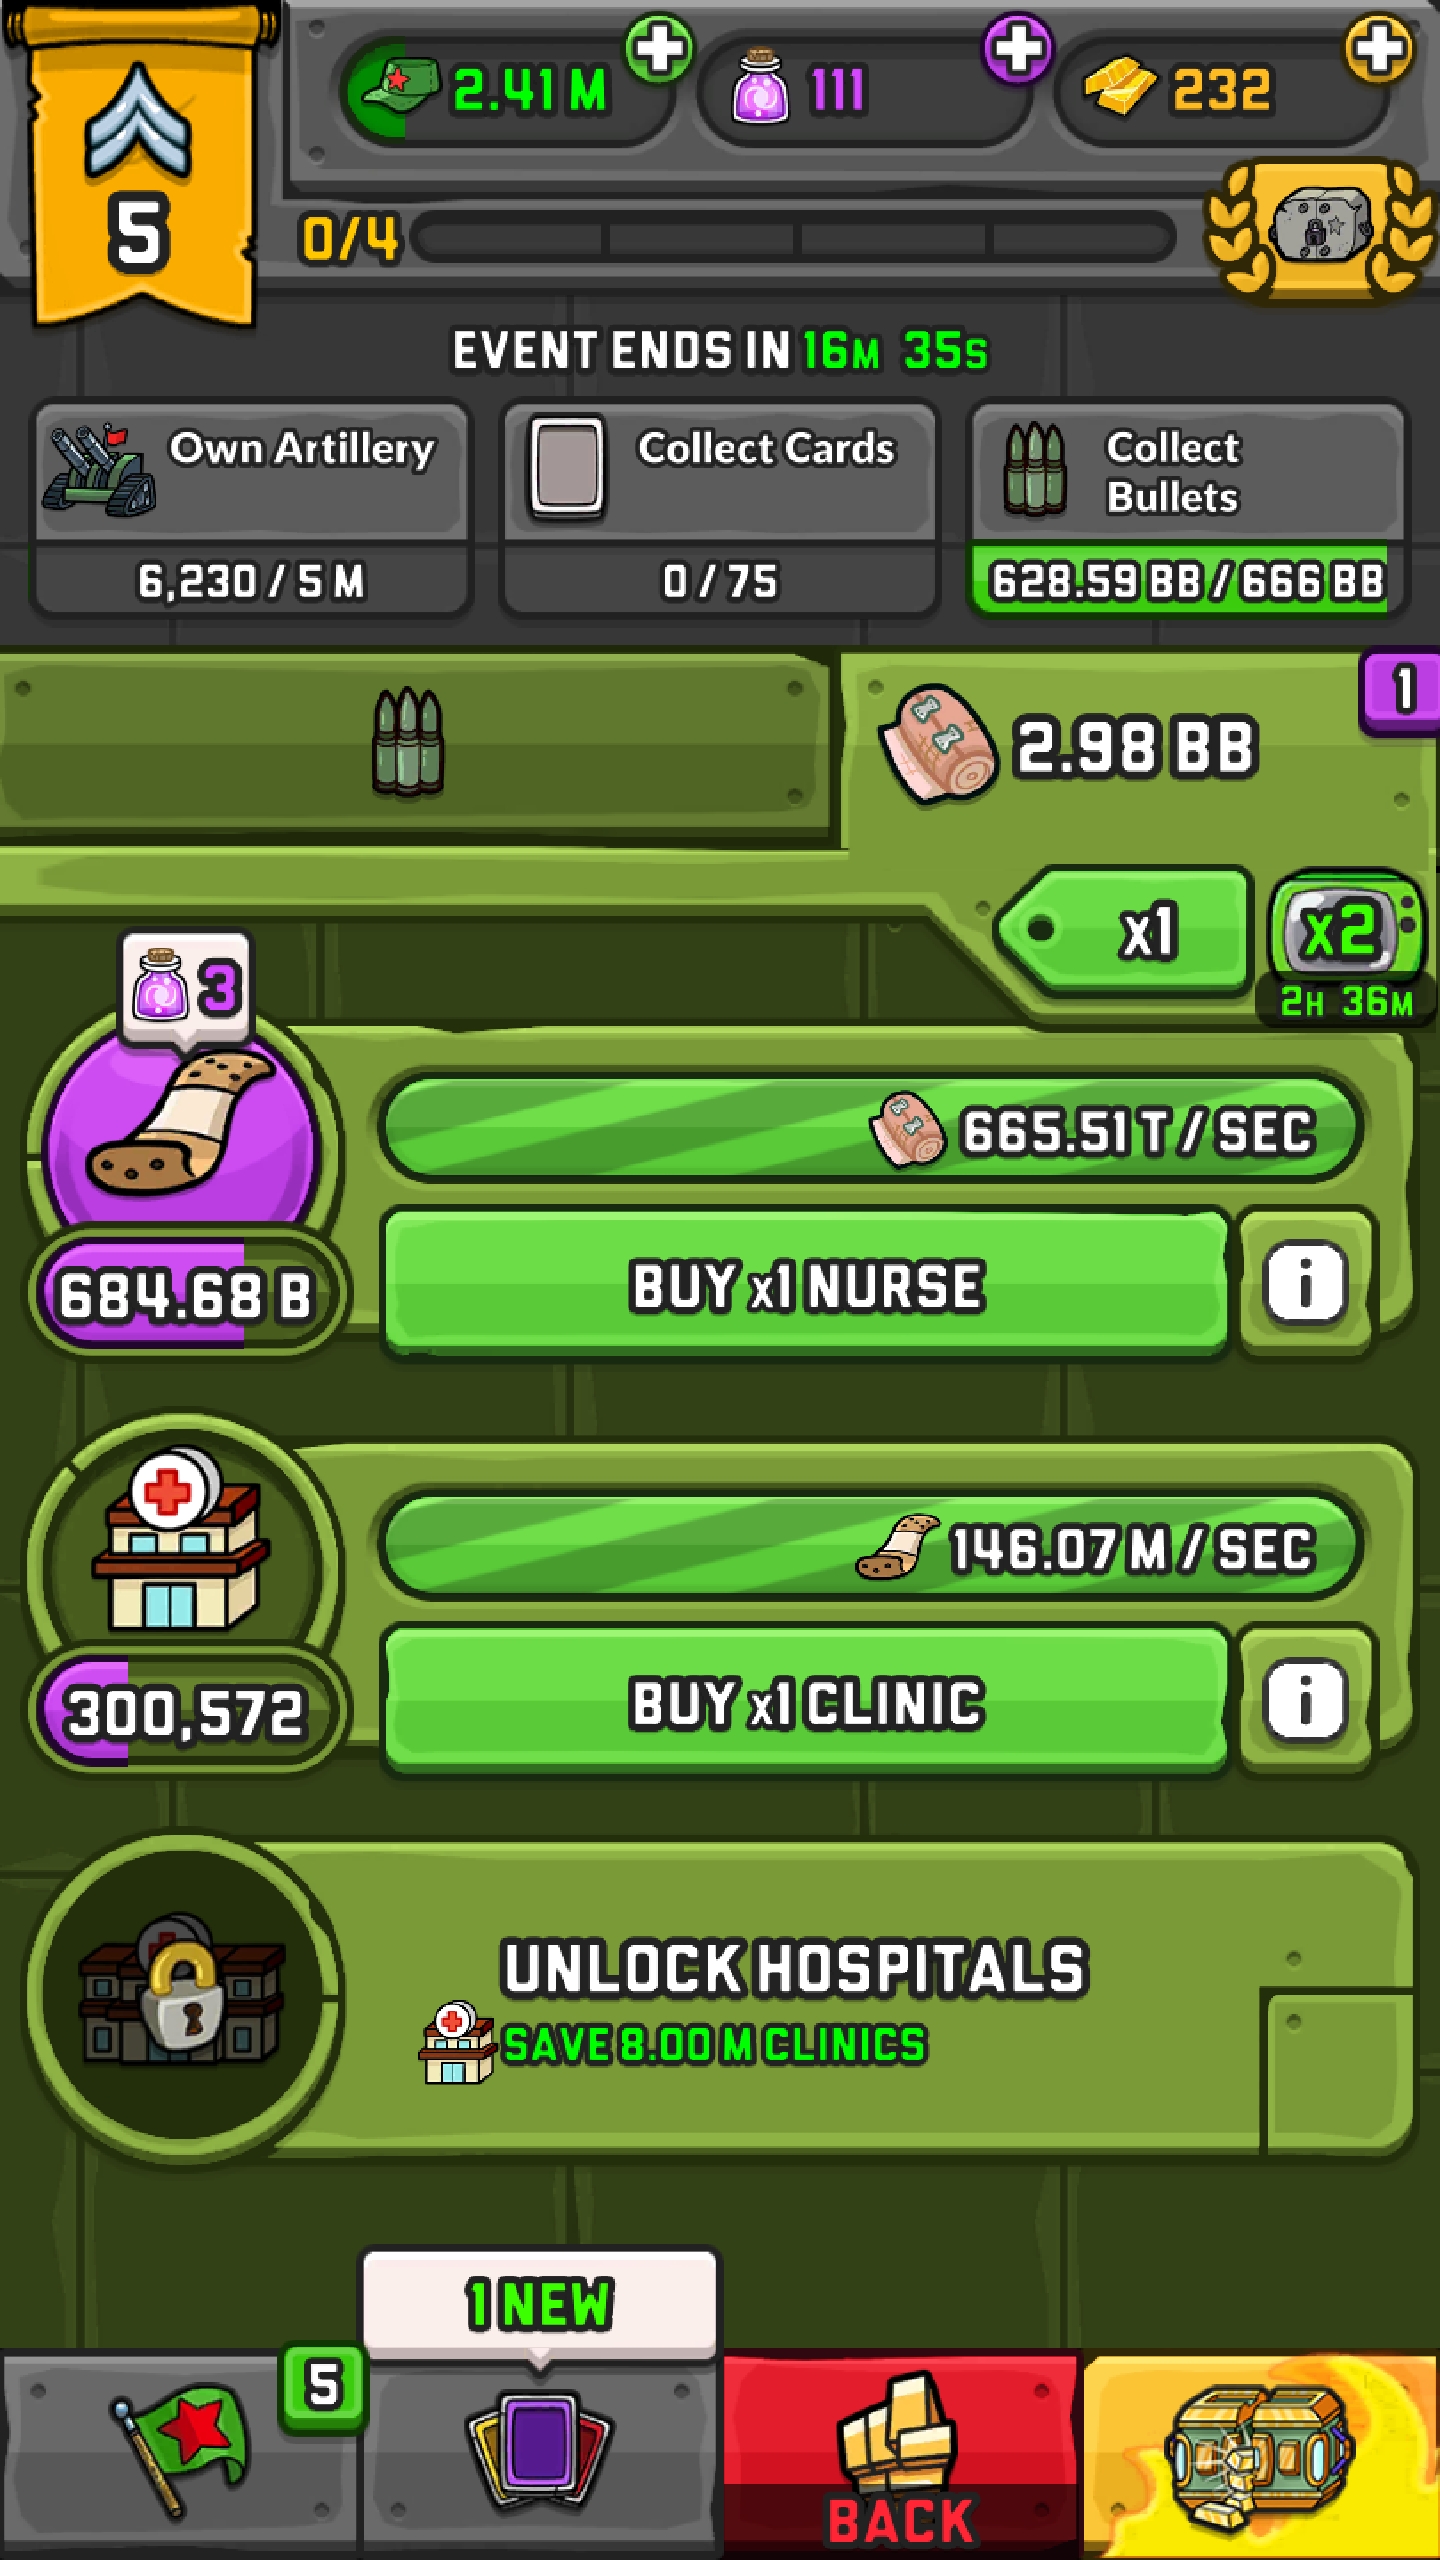 2.41 M
111
232
5
0/4
EVENT ENDS IN 16M 35S
Own Artillery
6,230 / 5 M
Collect Cards
0 / 75
Collect
Bullets
628.59 BB / 666 BB
2.98 BB
1
x1
x2
2H 36M
3
665.51 T / SEC
684.68 B
BUY x1 NURSE
i
146.07 M / SEC
300,572
BUY x1 CLINIC
i
UNLOCK HOSPITALS
SAVE 8.00 M CLINICS
1 NEW
5
BACK